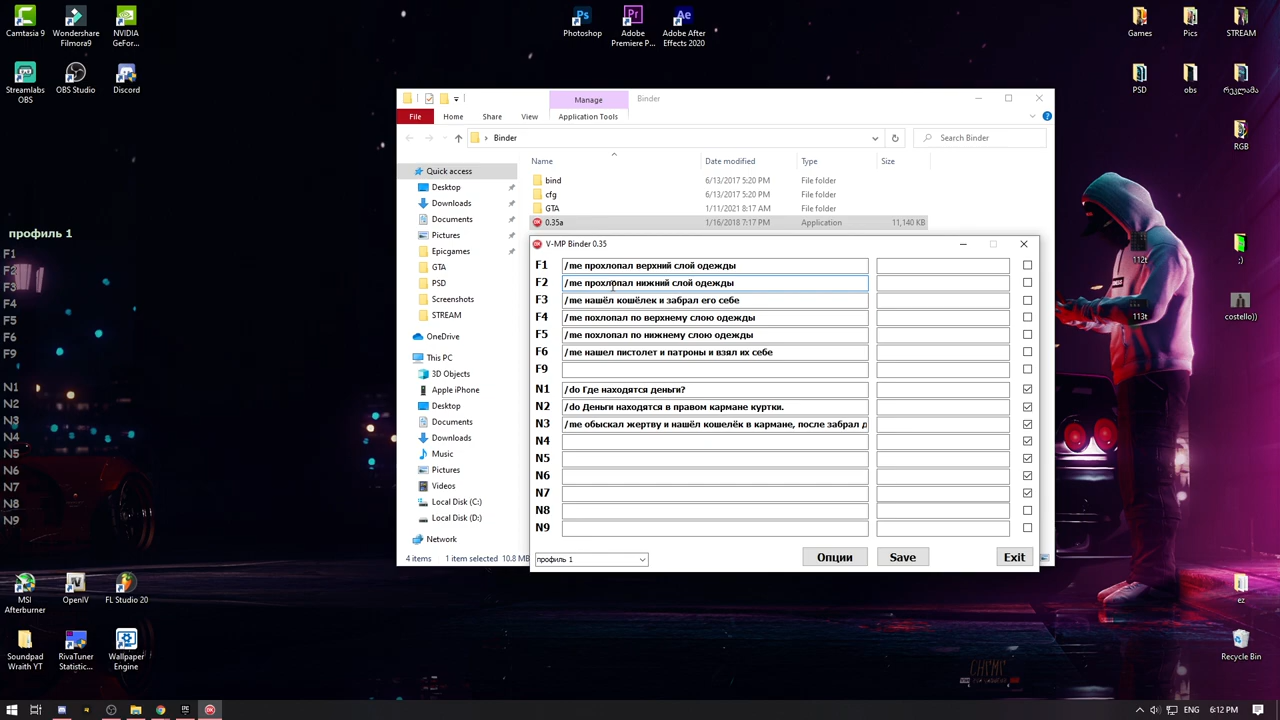 Camtasia 9
Wondershare Filmora9
NVIDIA GeFor...
Photoshop
Adobe Premiere P...
Adobe After Effects 2020
Games
Pics
STREAM
Streamlabs OBS
OBS Studio
Discord
PSD
obs
RGB
112t
;)
113t
costello))
ez
Recycle Bin
MSI Afterburner
OpenIV
FL Studio 20
Soundpad Wraith YT
RivaTuner Statistic...
Wallpaper Engine
профиль 1
F1
F2
F3
F4
F5
F6
F9
N1
N2
N3
N4
N5
N6
N7
N8
N9
Manage
Binder
File
Home
Share
View
Application Tools
Binder
Search Binder
Name
Date modified
Type
Size
bind
6/13/2017 5:20 PM
File folder
cfg
6/13/2017 5:20 PM
File folder
GTA
1/11/2021 8:17 AM
File folder
0.35a
1/16/2018 7:17 PM
Application
11,140 KB
Quick access
Desktop
Downloads
Documents
Pictures
Epicgames
GTA
PSD
Screenshots
STREAM
OneDrive
This PC
3D Objects
Apple iPhone
Desktop
Documents
Downloads
Music
Pictures
Videos
Local Disk (C:)
Local Disk (D:)
Network
4 items
1 item selected
10.8 MB
V-MP Binder 0.35
F1 /me прохлопал верхний слой одежды
F2 /me прохлопал нижний слой одежды
F3 /me нашёл кошёлек и забрал его себе
F4 /me похлопал по верхнему слою одежды
F5 /me похлопал по нижнему слою одежды
F6 /me нашел пистолет и патроны и взял их себе
F9
N1 /do Где находятся деньги?
N2 /do Деньги находятся в правом кармане куртки.
N3 /me обыскал жертву и нашёл кошелёк в кармане, после забрал д
N4
N5
N6
N7
N8
N9
профиль 1
Опции
Save
Exit
ENG
6:12 PM